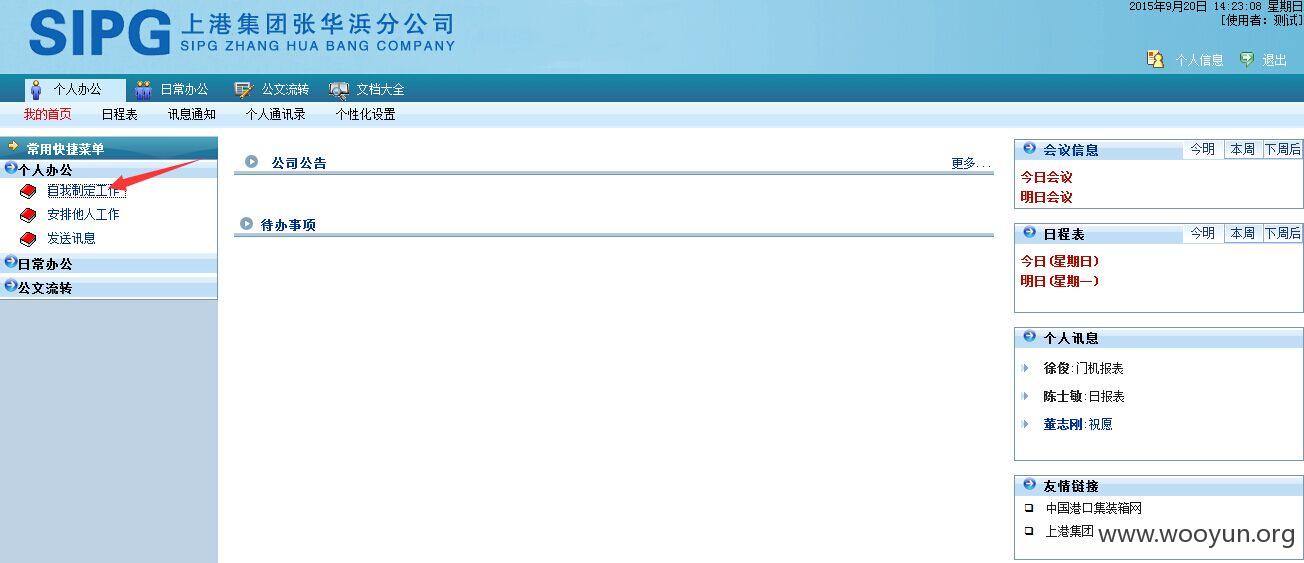 2015年9月20日 14:23:08 星期日
[使用者: 测试]
SIPG 上港集团张华浜分公司
SIPG ZHANG HUA BANG COMPANY
个人信息 退出
个人办公 日常办公 公文流转 文档大全
我的首页 日程表 讯息通知 个人通讯录 个性化设置
常用快捷菜单
个人办公
自我制定工作
安排他人工作
发送讯息
日常办公
公文流转
公司公告 更多...
待办事项
会议信息 今明 本周 下周后
今日会议
明日会议
日程表 今明 本周 下周后
今日(星期日)
明日(星期一)
个人讯息
徐俊:门机报表
陈士敏:日报表
董志刚:祝愿
友情链接
中国港口集装箱网
上港集团
www.wooyun.org